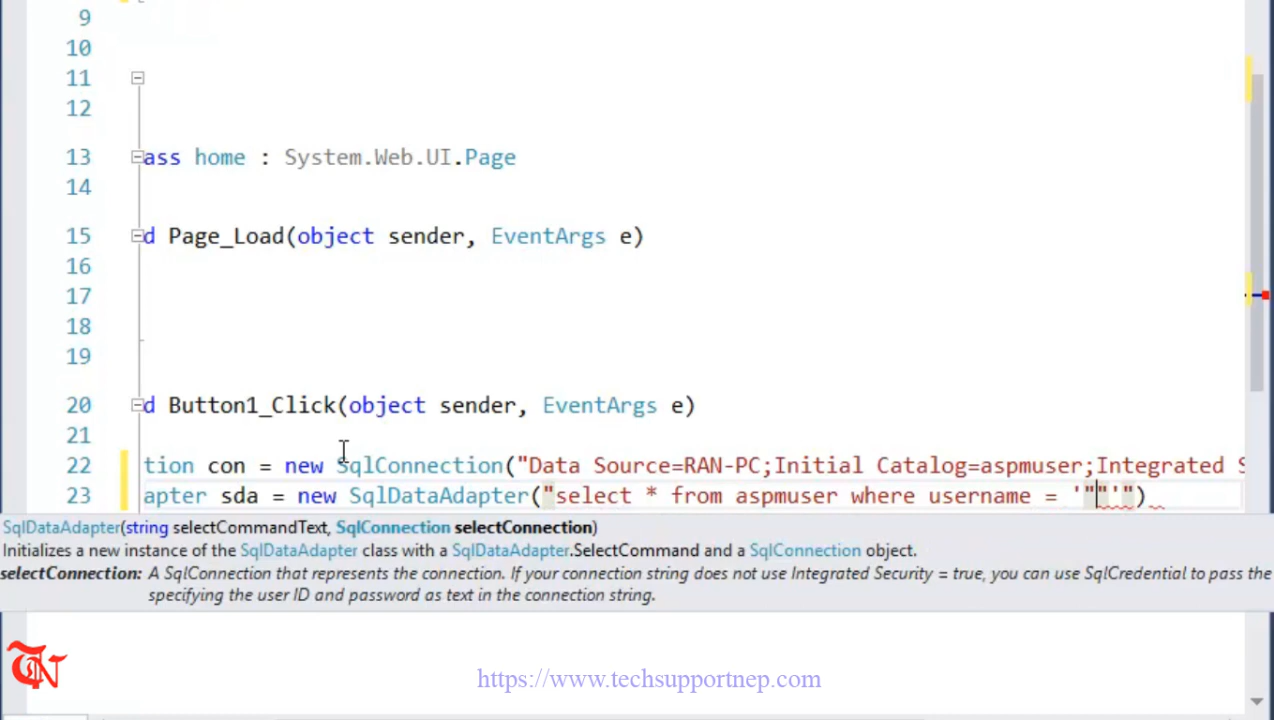 9
10
11
12
13 ass home : System.Web.UI.Page
14
15 d Page_Load(object sender, EventArgs e)
16
17
18
19
20 d Button1_Click(object sender, EventArgs e)
21
22 tion con = new SqlConnection("Data Source=RAN-PC;Initial Catalog=aspmuser;Integrated S
23 apter sda = new SqlDataAdapter("select * from aspmuser where username = '""'")
SqlDataAdapter(string selectCommandText, SqlConnection selectConnection)
Initializes a new instance of the SqlDataAdapter class with a SqlDataAdapter.SelectCommand and a SqlConnection object.
selectConnection: A SqlConnection that represents the connection. If your connection string does not use Integrated Security = true, you can use SqlCredential to pass the
specifying the user ID and password as text in the connection string.
TN
https://www.techsupportnep.com